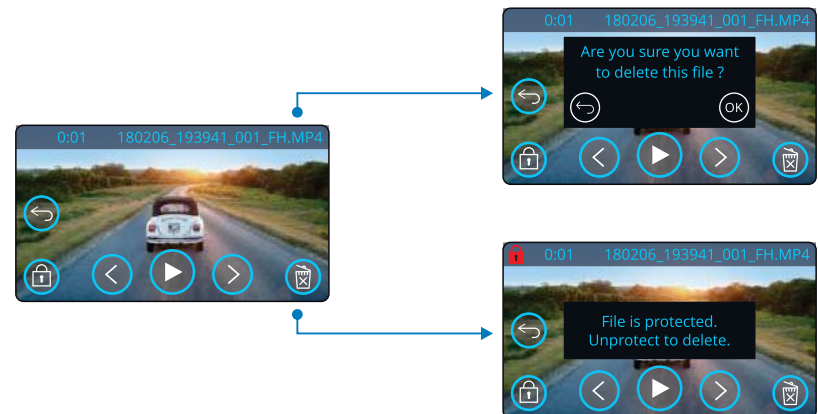 0:01 180206_193941_001_FH.MP4
Are you sure you want
to delete this file ?
OK
0:01 180206_193941_001_FH.MP4
0:01 180206_193941_001_FH.MP4
File is protected.
Unprotect to delete.